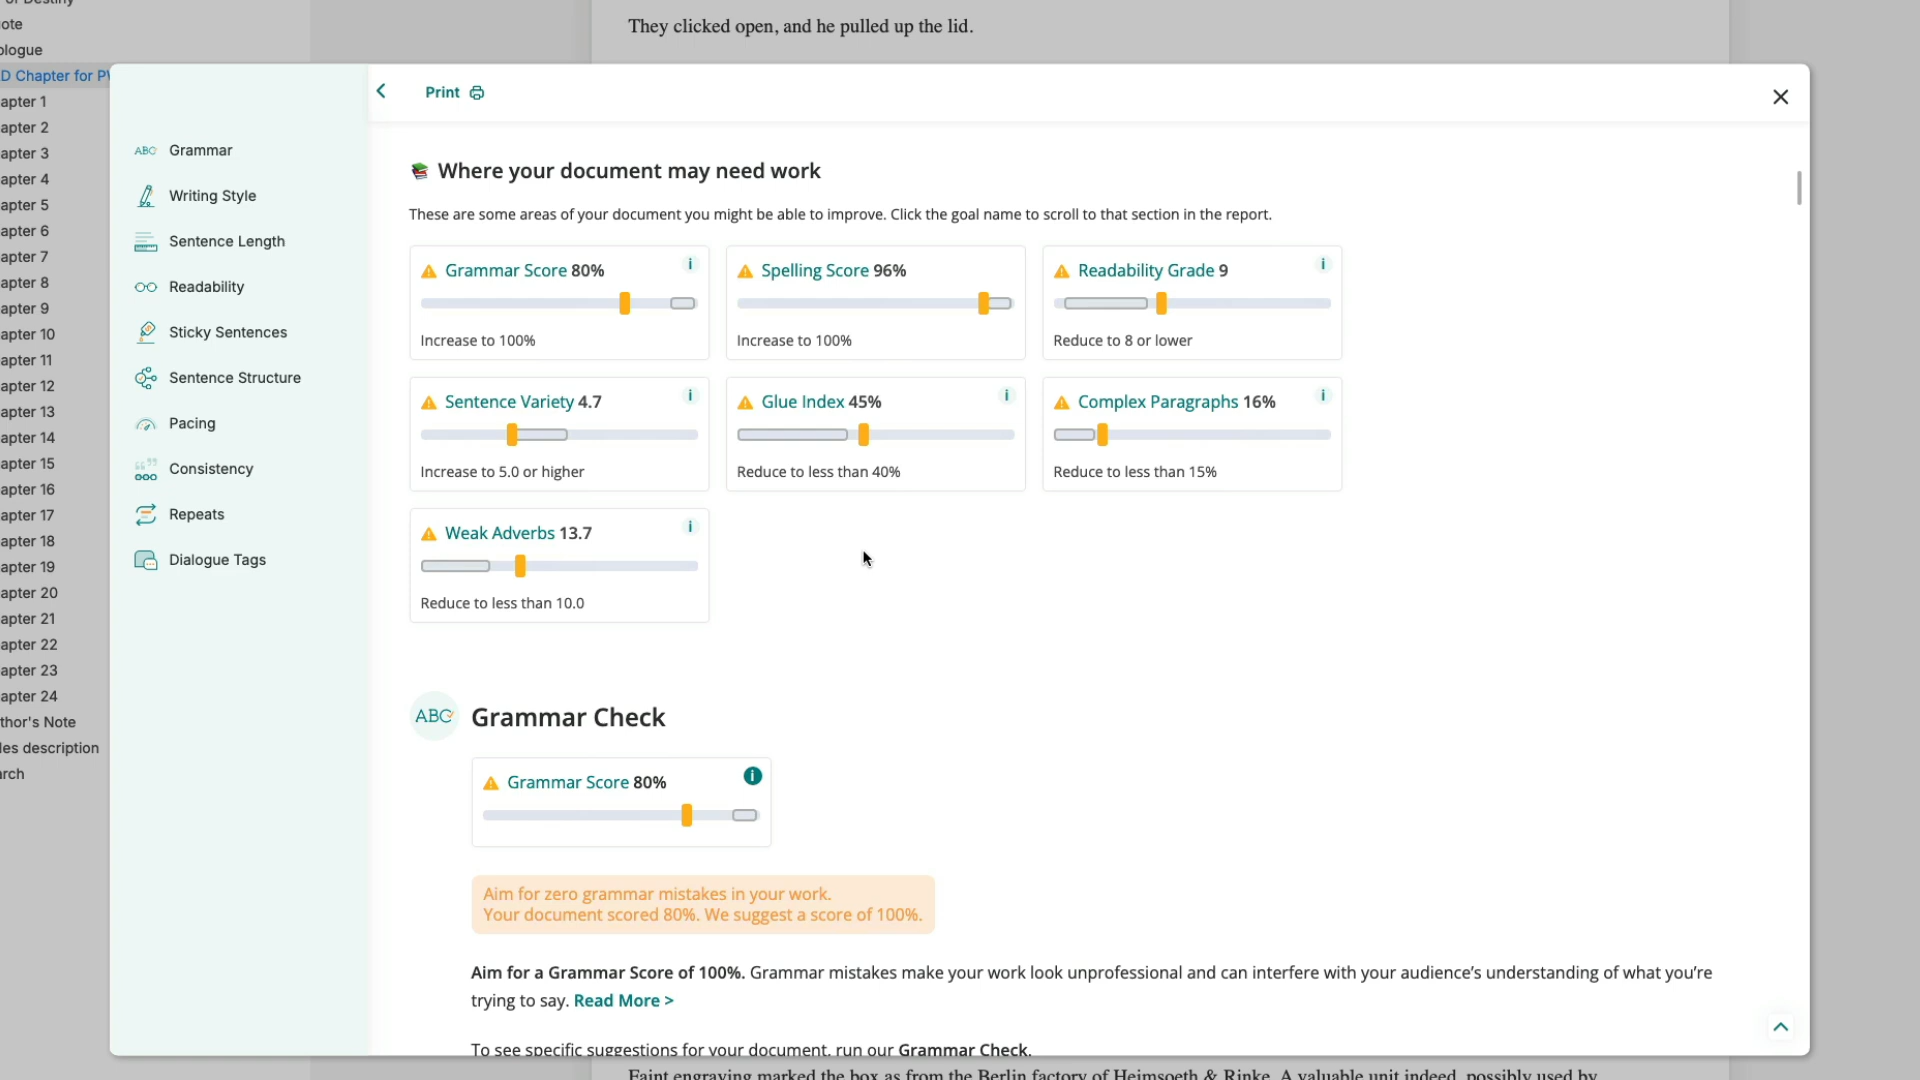 of Destiny
ote
ologue
D Chapter for P
apter 1
apter 2
apter 3
apter 4
apter 5
apter 6
apter 7
apter 8
apter 9
apter 10
apter 11
apter 12
apter 13
apter 14
apter 15
apter 16
apter 17
apter 18
apter 19
apter 20
apter 21
apter 22
apter 23
apter 24
thor's Note
les description
arch
They clicked open, and he pulled up the lid.
Print
ABC Grammar
Writing Style
Sentence Length
Readability
Sticky Sentences
Sentence Structure
Pacing
Consistency
Repeats
Dialogue Tags
Where your document may need work
These are some areas of your document you might be able to improve. Click the goal name to scroll to that section in the report.
Grammar Score 80% i
Increase to 100%
Spelling Score 96%
Increase to 100%
Readability Grade 9 i
Reduce to 8 or lower
Sentence Variety 4.7 i
Increase to 5.0 or higher
Glue Index 45% i
Reduce to less than 40%
Complex Paragraphs 16% i
Reduce to less than 15%
Weak Adverbs 13.7 i
Reduce to less than 10.0
ABC Grammar Check
Grammar Score 80% i
Aim for zero grammar mistakes in your work.
Your document scored 80%. We suggest a score of 100%.
Aim for a Grammar Score of 100%. Grammar mistakes make your work look unprofessional and can interfere with your audience's understanding of what you're
trying to say. Read More >
To see specific suggestions for your document, run our Grammar Check.
Faint engraving marked the box as from the Berlin factory of Heimsoeth & Rinke. A valuable unit indeed, possibly used by